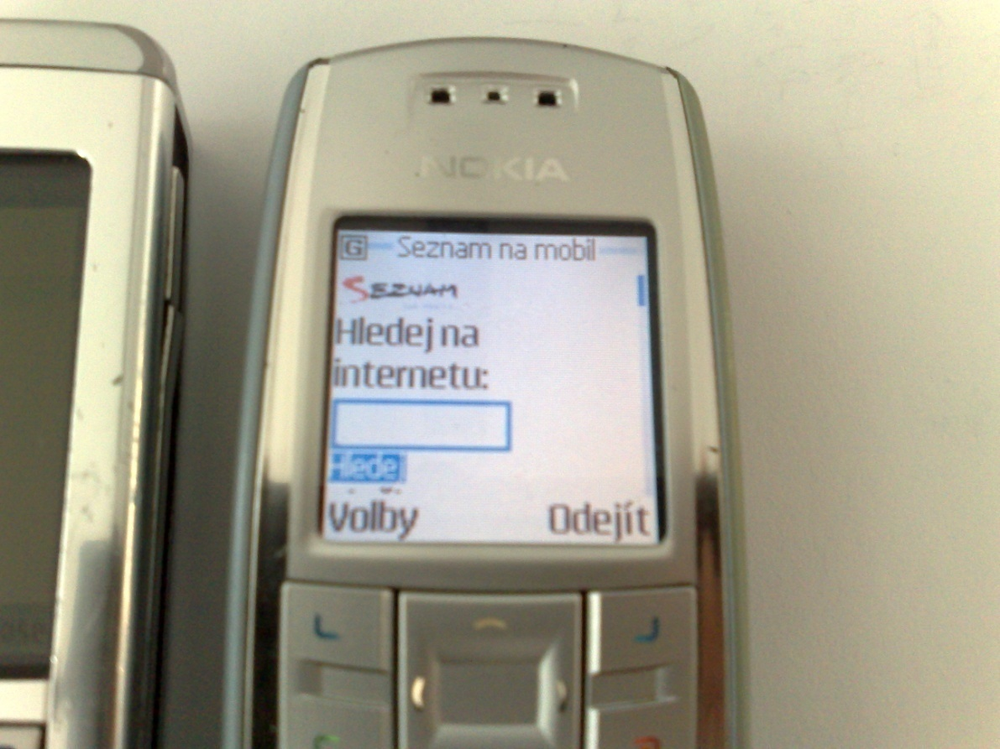 NOKIA
G Seznam na mobil
SEZNAM
Hledej na
internetu:
Hledej
Volby Odejít